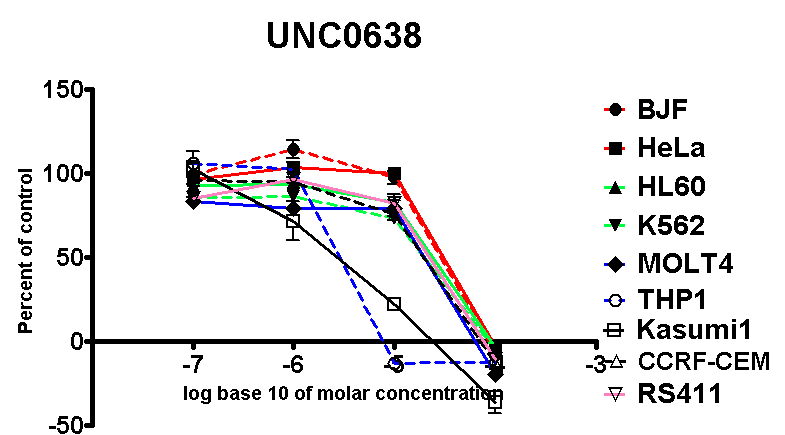 UNC0638
150
100
50
0
-50
Percent of control
-7
-6
-5
-4
-3
log base 10 of molar concentration
BJF
HeLa
HL60
K562
MOLT4
THP1
Kasumi1
CCRF-CEM
RS411